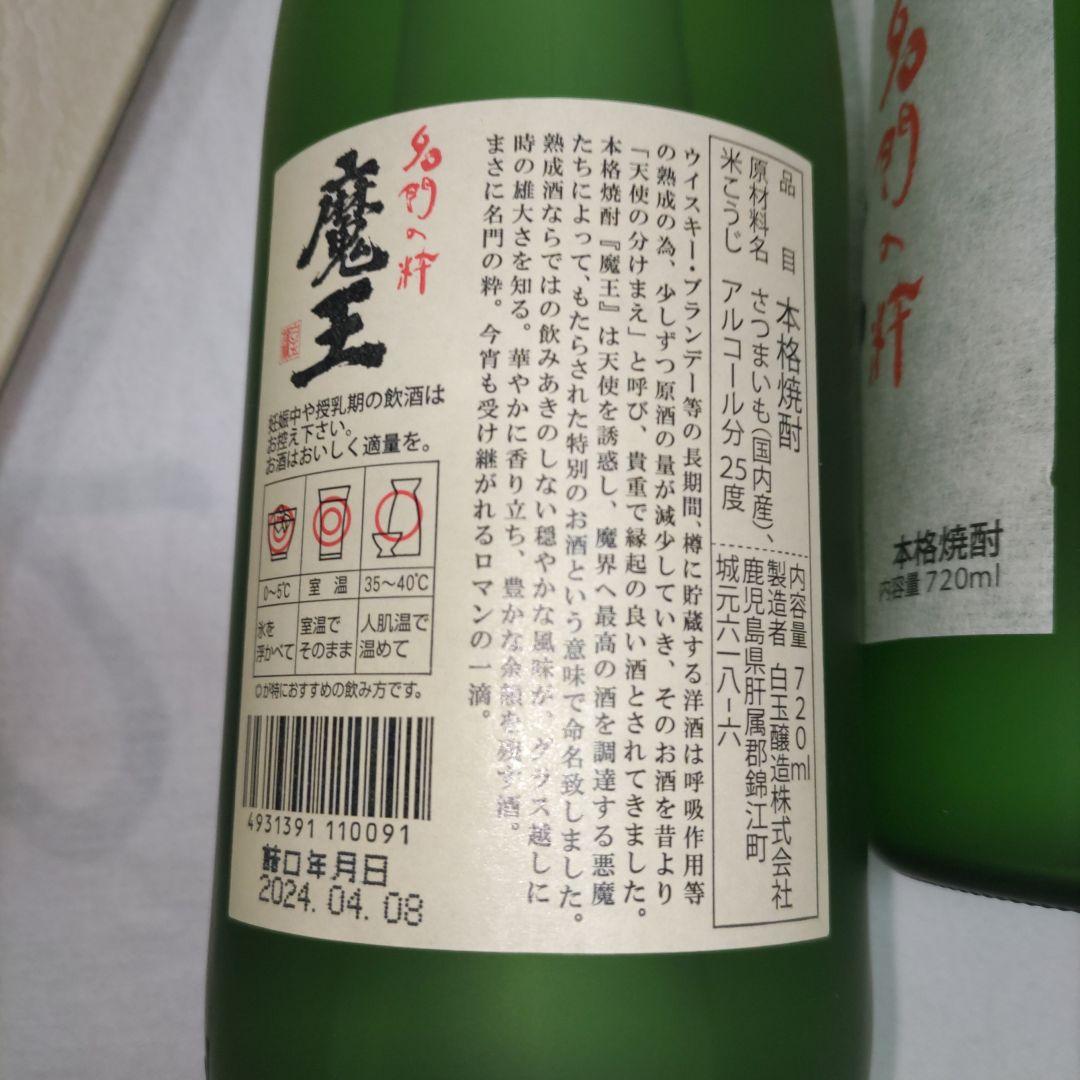 品目 本格焼酎
原材料名 さつまいも(国内産)、
米こうじ アルコール分25度
内容量 720ml
製造者 白玉醸造株式会社
鹿児島県肝属郡錦江町
城元六一八-六
ウイスキー・ブランデー等の長期間、樽に貯蔵する洋酒は呼吸作用等
の熟成の為、少しずつ原酒の量が減少していき、そのお酒を昔より
「天使の分けまえ」と呼び、貴重で縁起の良い酒とされてきました。
本格焼酎『魔王』は天使を誘惑し、魔界へ最高の酒を調達する悪魔
たちによって、もたらされた特別のお酒という意味で命名致しました。
熟成酒ならではの飲みあきのしない穏やかな風味が、グラス越しに
時の雄大さを知る。華やかに香り立ち、豊かな余韻を残す酒。
まさに名門の粋。今宵も受け継がれるロマンの一滴。
名門の粋
魔王
妊娠中や授乳期の飲酒は
お控え下さい。
お酒はおいしく適量を。
0~5℃ 室温 35~40℃
氷を
浮かべて
室温で
そのまま
人肌温で
温めて
◎が特におすすめの飲み方です。
4931391 110091
詰口年月日
2024. 04. 08
名門の粋
本格焼酎
内容量 720ml